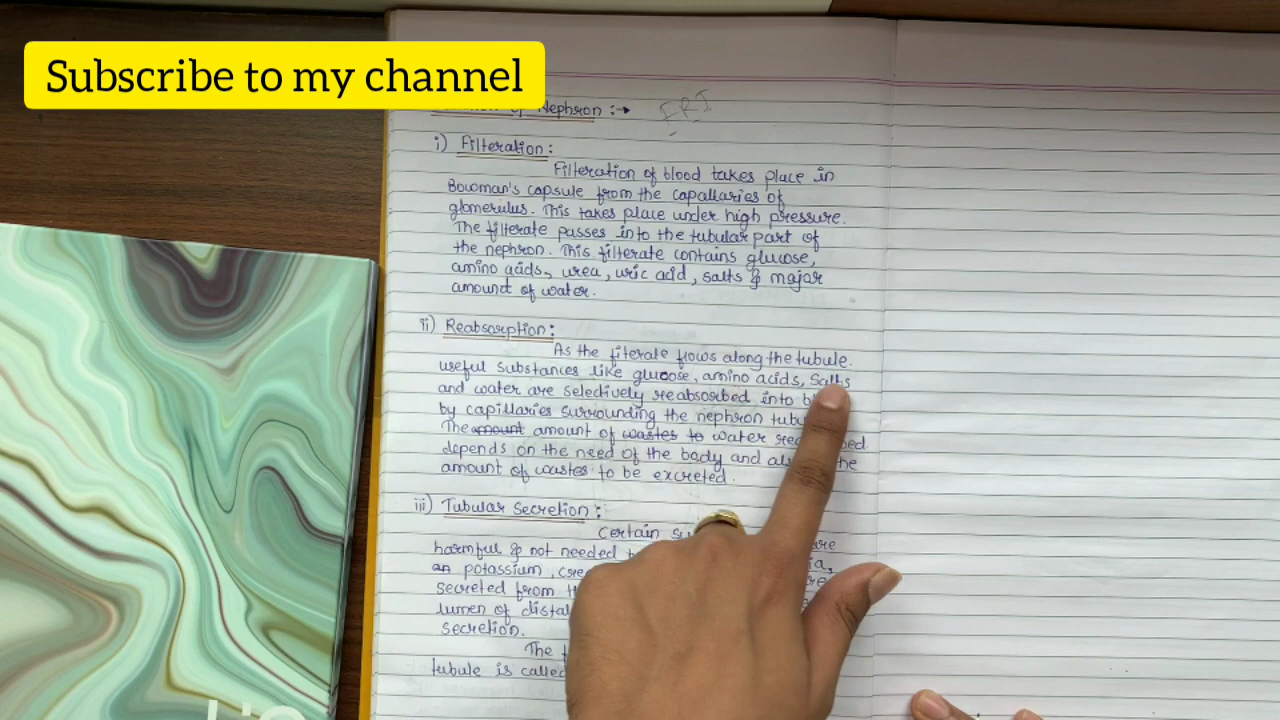 Subscribe to my channel
Nephron :→ FRT
i) Filteration :
Filteration of blood takes place in
Bowman's capsule from the capallaries of
glomerulus. This takes place under high pressure.
The filterate passes into the tubular part of
the nephron. This filterate contains glucose,
amino acids, urea, uric acid, salts & major
amount of water.
ii) Reabsorption :
As the fiterate flows along the tubule.
useful substances like glucose, amino acids, salts
and water are selectively reabsorbed into
by capillaries surrounding the nephron
The amount amount of wastes to water
depends on the need of the body and the
amount of wastes to be excreted.
iii) Tubular Secretion :
Certain are
harmful & not needed
an potassium,
secreted from
lumen of
secretion.
The
tubule is called